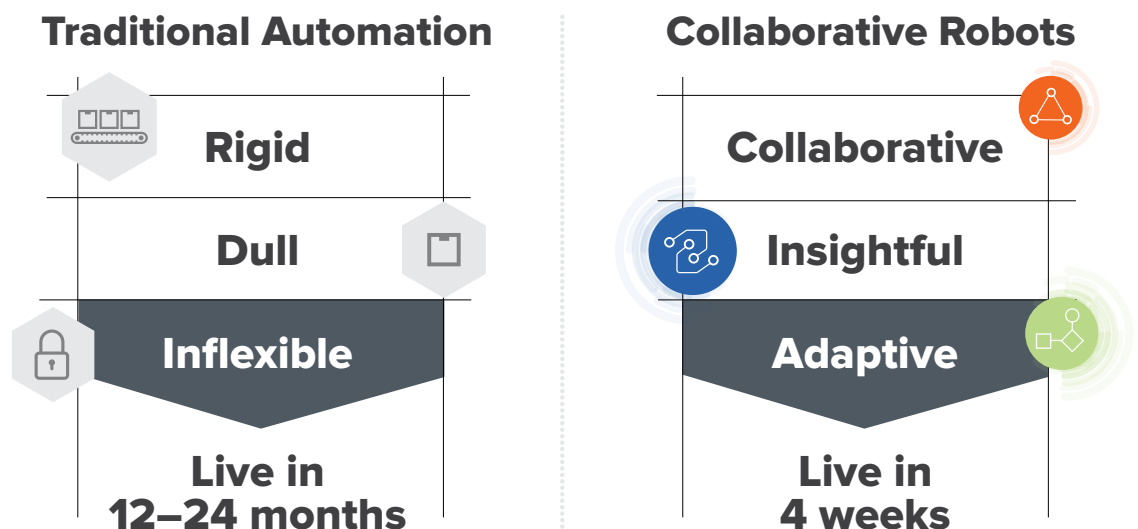 Traditional Automation
Rigid
Dull
Inflexible
Live in
12–24 months
Collaborative Robots
Collaborative
Insightful
Adaptive
Live in
4 weeks